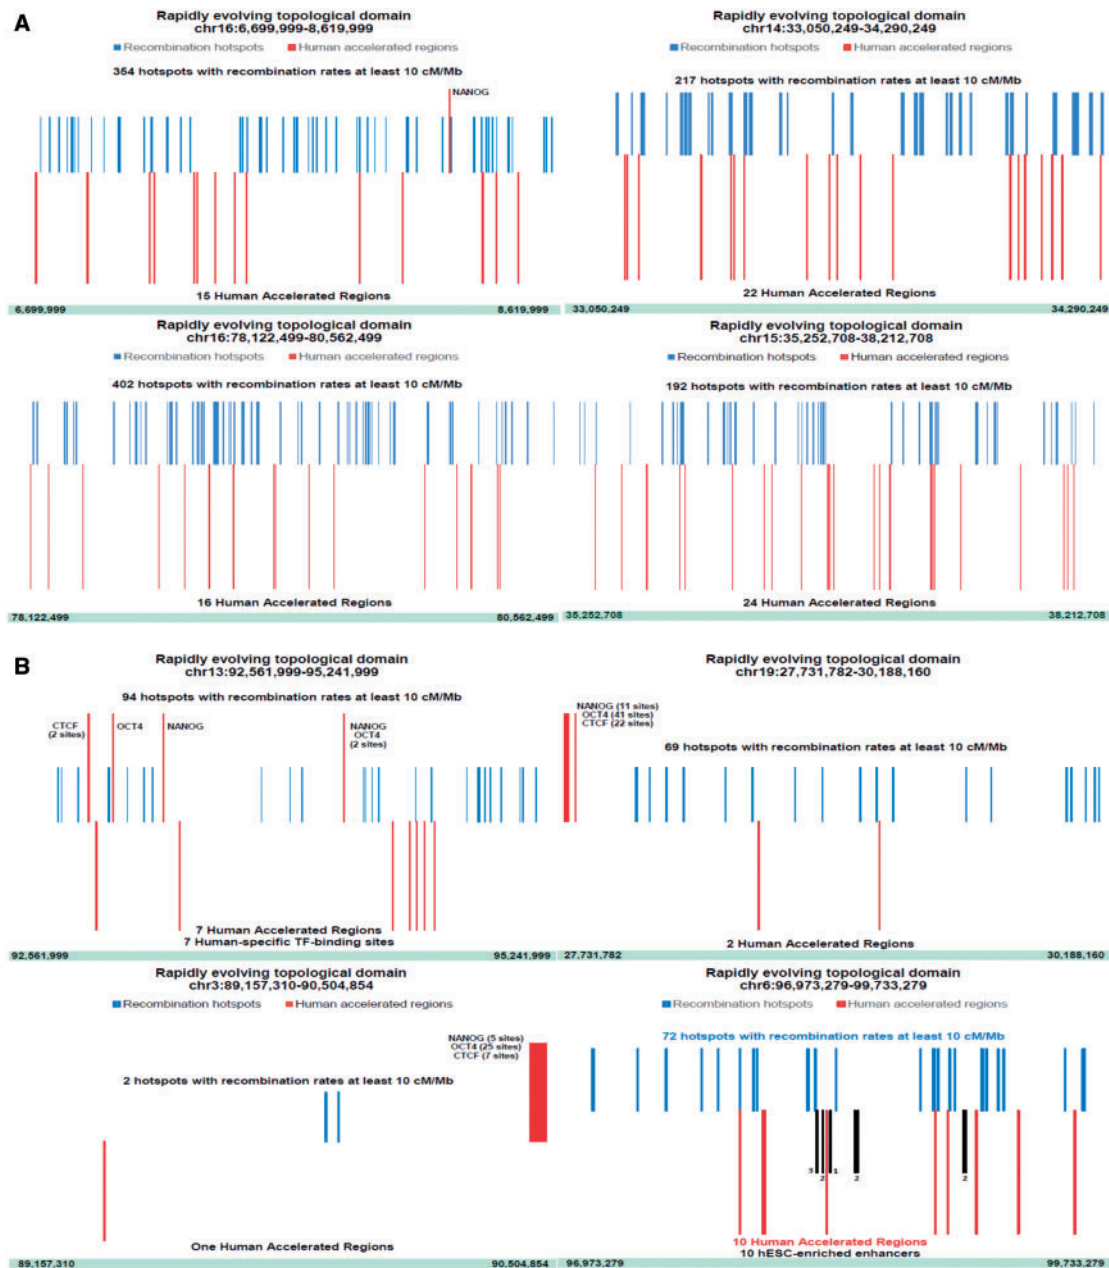 A
Rapidly evolving topological domain
chr16:6,699,999-8,619,999
Recombination hotspots Human accelerated regions
354 hotspots with recombination rates at least 10 cM/Mb
NANOG
15 Human Accelerated Regions
6,699,999 8,619,999
Rapidly evolving topological domain
chr14:33,050,249-34,290,249
Recombination hotspots Human accelerated regions
217 hotspots with recombination rates at least 10 cM/Mb
22 Human Accelerated Regions
33,050,249 34,290,249
Rapidly evolving topological domain
chr16:78,122,499-80,562,499
Recombination hotspots Human accelerated regions
402 hotspots with recombination rates at least 10 cM/Mb
16 Human Accelerated Regions
78,122,499 80,562,499
Rapidly evolving topological domain
chr15:35,252,708-38,212,708
Recombination hotspots Human accelerated regions
192 hotspots with recombination rates at least 10 cM/Mb
24 Human Accelerated Regions
35,252,708 38,212,708
B
Rapidly evolving topological domain
chr13:92,561,999-95,241,999
94 hotspots with recombination rates at least 10 cM/Mb
CTCF
(2 sites)
OCT4
NANOG
NANOG
OCT4
(2 sites)
7 Human Accelerated Regions
7 Human-specific TF-binding sites
92,561,999 95,241,999
Rapidly evolving topological domain
chr19:27,731,782-30,188,160
NANOG (11 sites)
OCT4 (41 sites)
CTCF (22 sites)
69 hotspots with recombination rates at least 10 cM/Mb
2 Human Accelerated Regions
27,731,782 30,188,160
Rapidly evolving topological domain
chr3:89,157,310-90,504,854
Recombination hotspots Human accelerated regions
NANOG (5 sites)
OCT4 (25 sites)
CTCF (7 sites)
2 hotspots with recombination rates at least 10 cM/Mb
One Human Accelerated Regions
89,157,310 90,504,854
Rapidly evolving topological domain
chr6:96,973,279-99,733,279
Recombination hotspots Human accelerated regions
72 hotspots with recombination rates at least 10 cM/Mb
3 2 1 2 2
10 Human Accelerated Regions
10 hESC-enriched enhancers
96,973,279 99,733,279